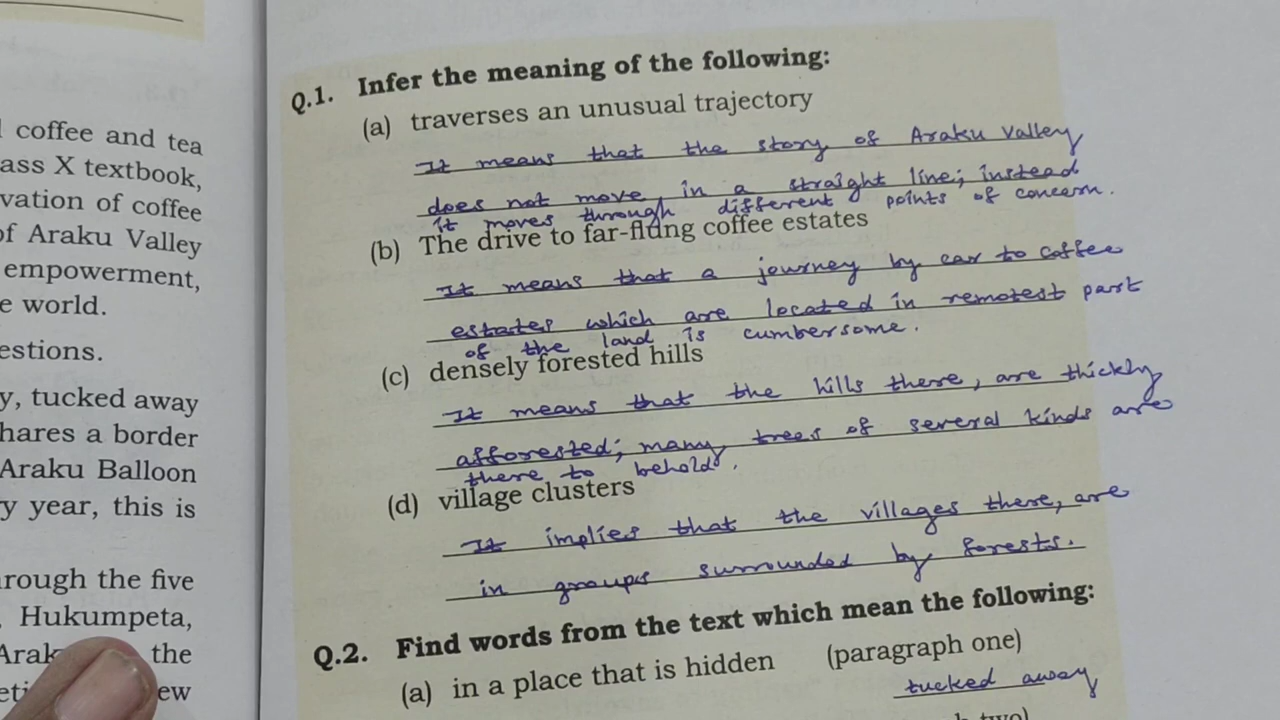 coffee and tea
ass X textbook,
vation of coffee
of Araku Valley
empowerment,
e world.
estions.
y, tucked away
hares a border
Araku Balloon
y year, this is
rough the five
Hukumpeta,
Arak the
ew
Q.1. Infer the meaning of the following:
(a) traverses an unusual trajectory
It means that the story of Araku Valley
does not move in a straight line; instead
it moves through different points of concern.
(b) The drive to far-flung coffee estates
It means that a journey by car to coffee
estates which are located in remotest part
of the land is cumbersome.
(c) densely forested hills
It means that the hills there, are thickly
afforested; many trees of several kinds are
there to behold.
(d) village clusters
It implies that the villages there, are
in groups surrounded by forests.
Q.2. Find words from the text which mean the following:
(a) in a place that is hidden (paragraph one)
tucked away
two)